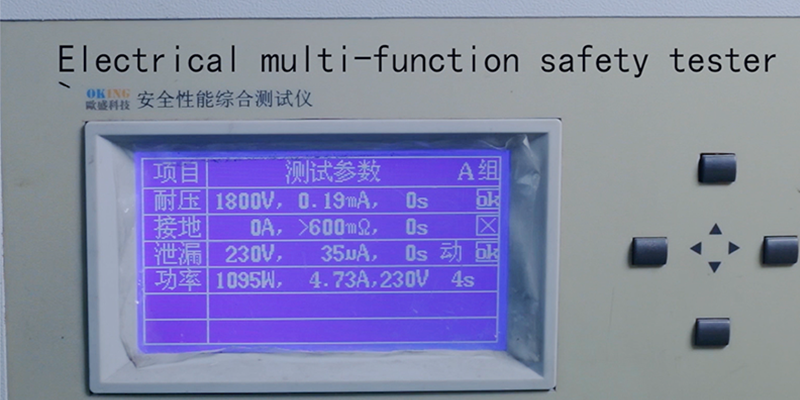 Electrical multi-function safety tester
OKING
歐盛科技 安全性能综合测试仪
项目 测试参数 A组
耐压 1800V, 0.19mA, 0s ok
接地 0A, >600mΩ, 0s
泄漏 230V, 35μA, 0s 动 ok
功率 1095W, 4.73A,230V 4s